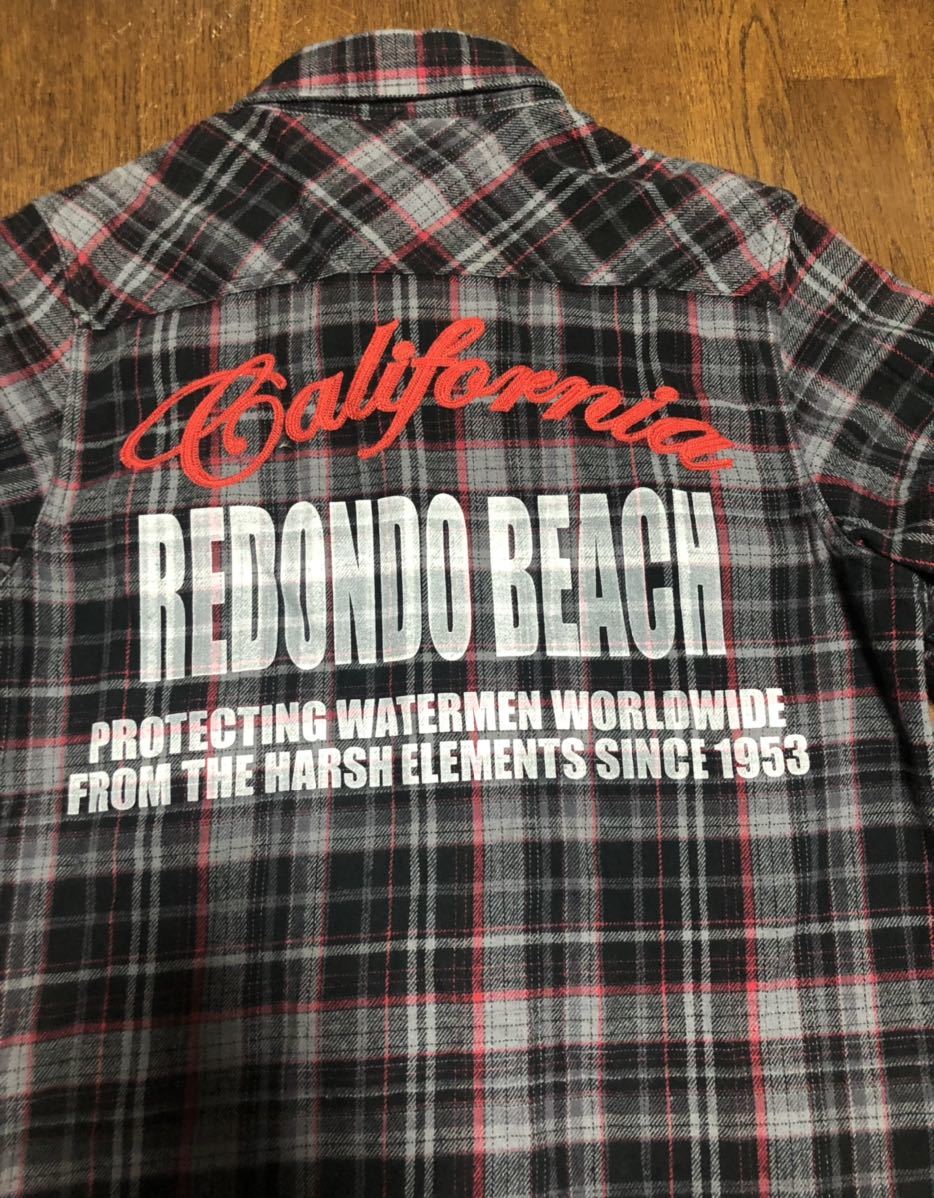 California
REDONDO BEACH
PROTECTING WATERMEN WORLDWIDE
FROM THE HARSH ELEMENTS SINCE 1953